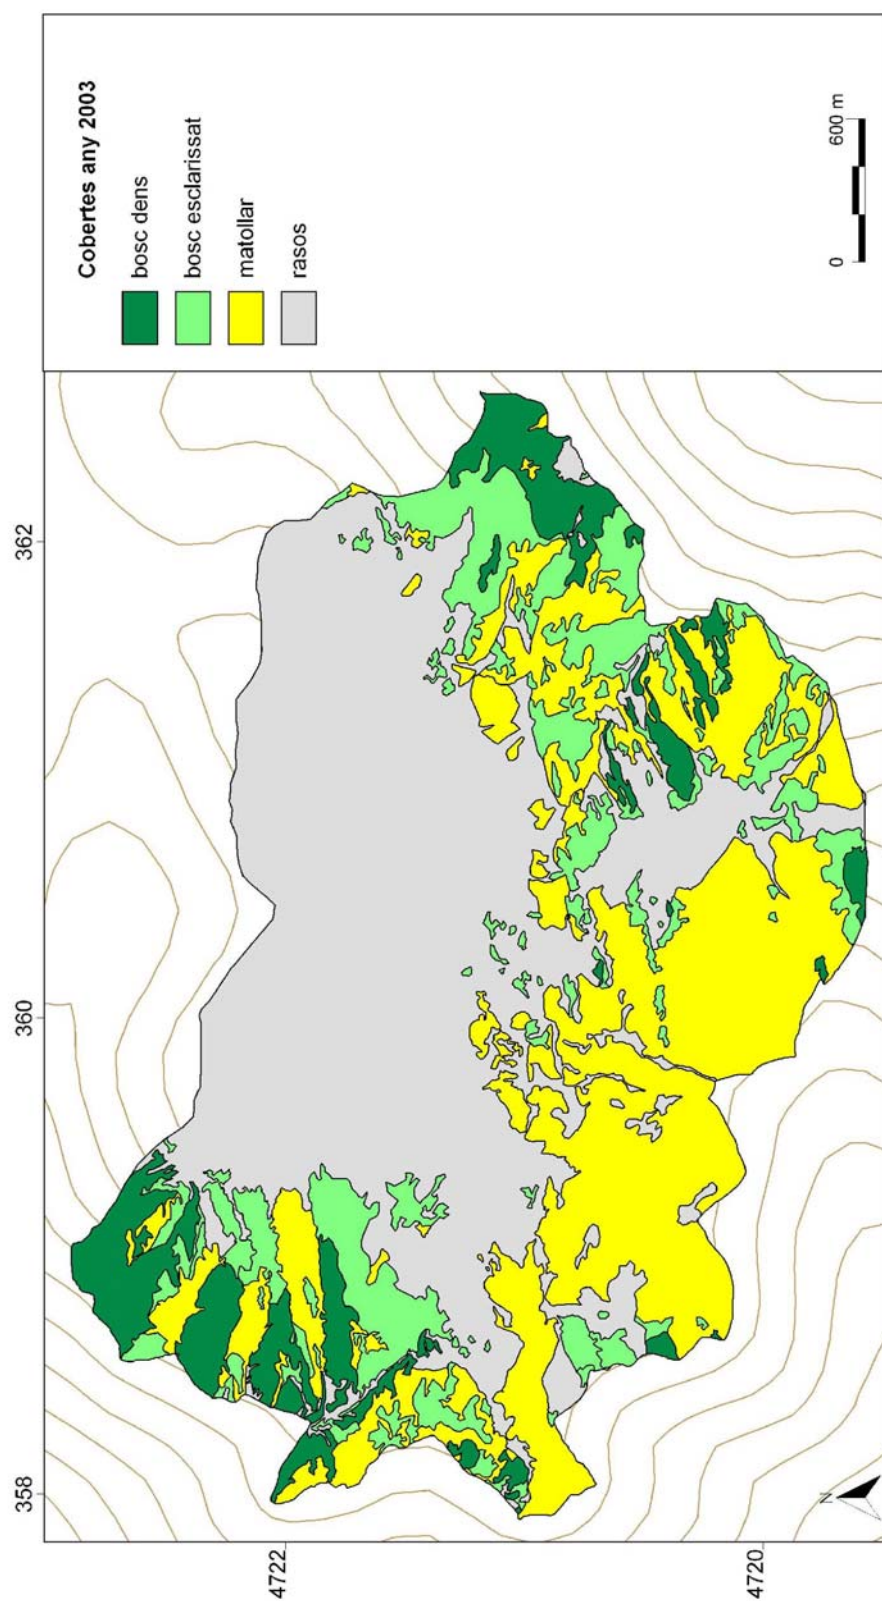 Cobertes any 2003
bosc dens
bosc esclarissat
matollar
rasos
0 600 m
358 360 362
4722
4720
N